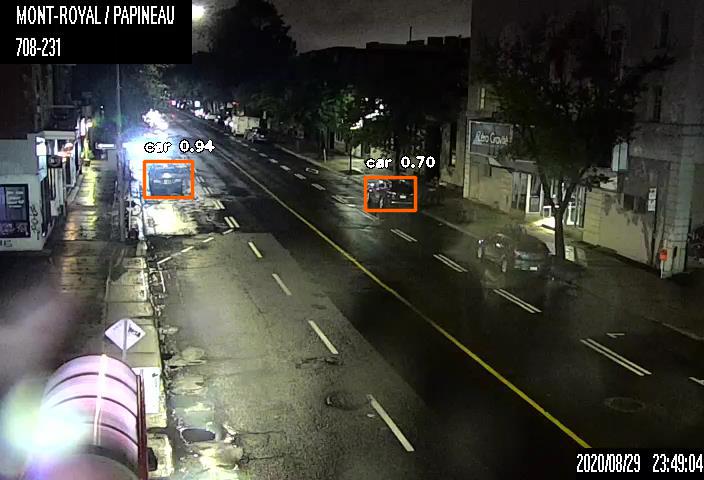 MONT-ROYAL / PAPINEAU
708-231
car 0.94
car 0.70
2020/08/29 23:49:04